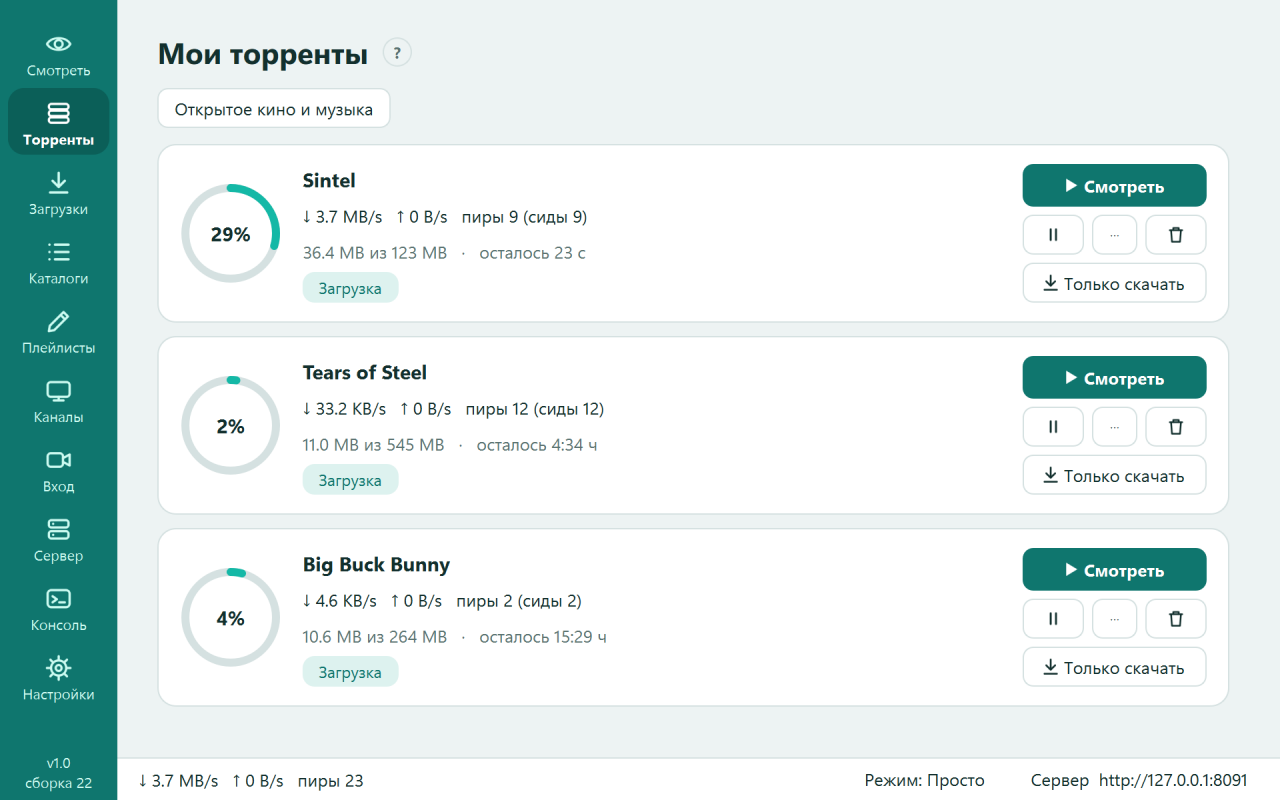 Смотреть
Торренты
Загрузки
Каталоги
Плейлисты
Каналы
Вход
Сервер
Консоль
Настройки
v1.0
сборка 22
Мои торренты ?
Открытое кино и музыка
29%
Sintel
↓ 3.7 MB/s ↑ 0 B/s пиры 9 (сиды 9)
36.4 MB из 123 MB · осталось 23 с
Загрузка
Смотреть
...
Только скачать
2%
Tears of Steel
↓ 33.2 KB/s ↑ 0 B/s пиры 12 (сиды 12)
11.0 MB из 545 MB · осталось 4:34 ч
Загрузка
Смотреть
...
Только скачать
4%
Big Buck Bunny
↓ 4.6 KB/s ↑ 0 B/s пиры 2 (сиды 2)
10.6 MB из 264 MB · осталось 15:29 ч
Загрузка
Смотреть
...
Только скачать
↓ 3.7 MB/s ↑ 0 B/s пиры 23
Режим: Просто
Сервер http://127.0.0.1:8091